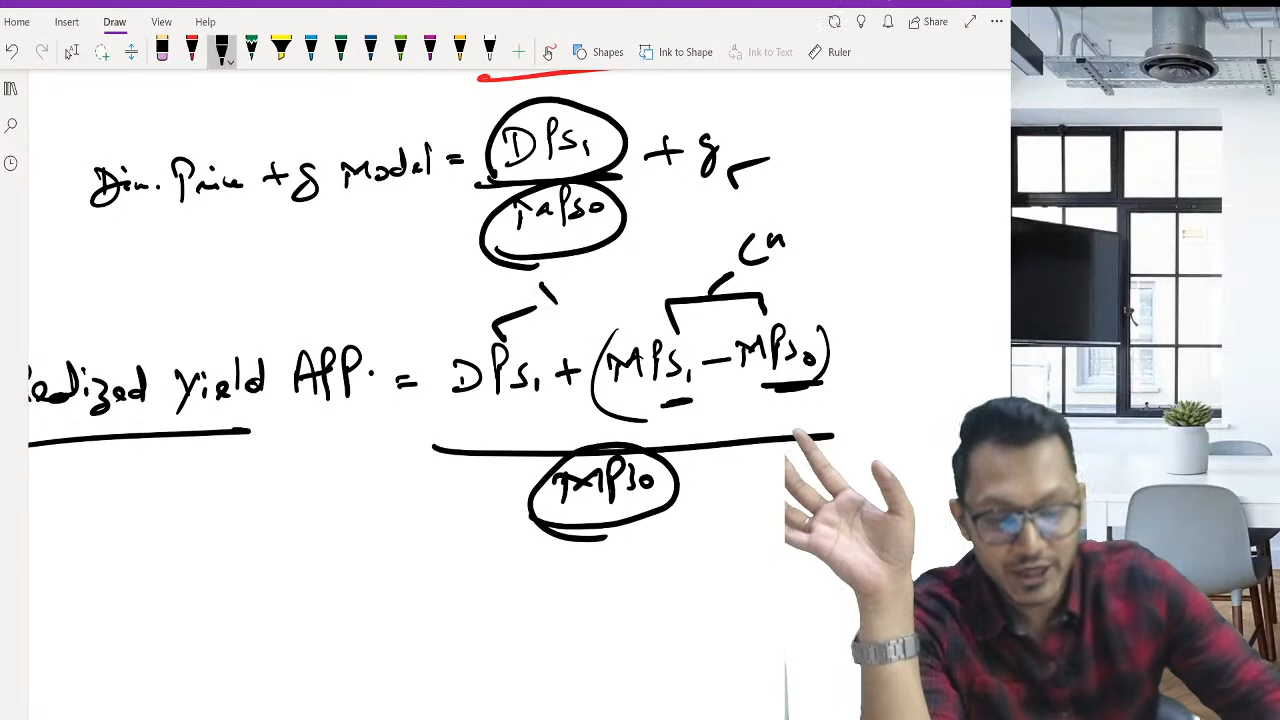 Home Insert Draw View Help Share
Shapes Ink to Shape Ink to Text Ruler
DPS₁
Div. Price + g Model = + g
MPS₀
CG
Realized Yield APP. = DPS₁ + (MPS₁ - MPS₀)
MPS₀